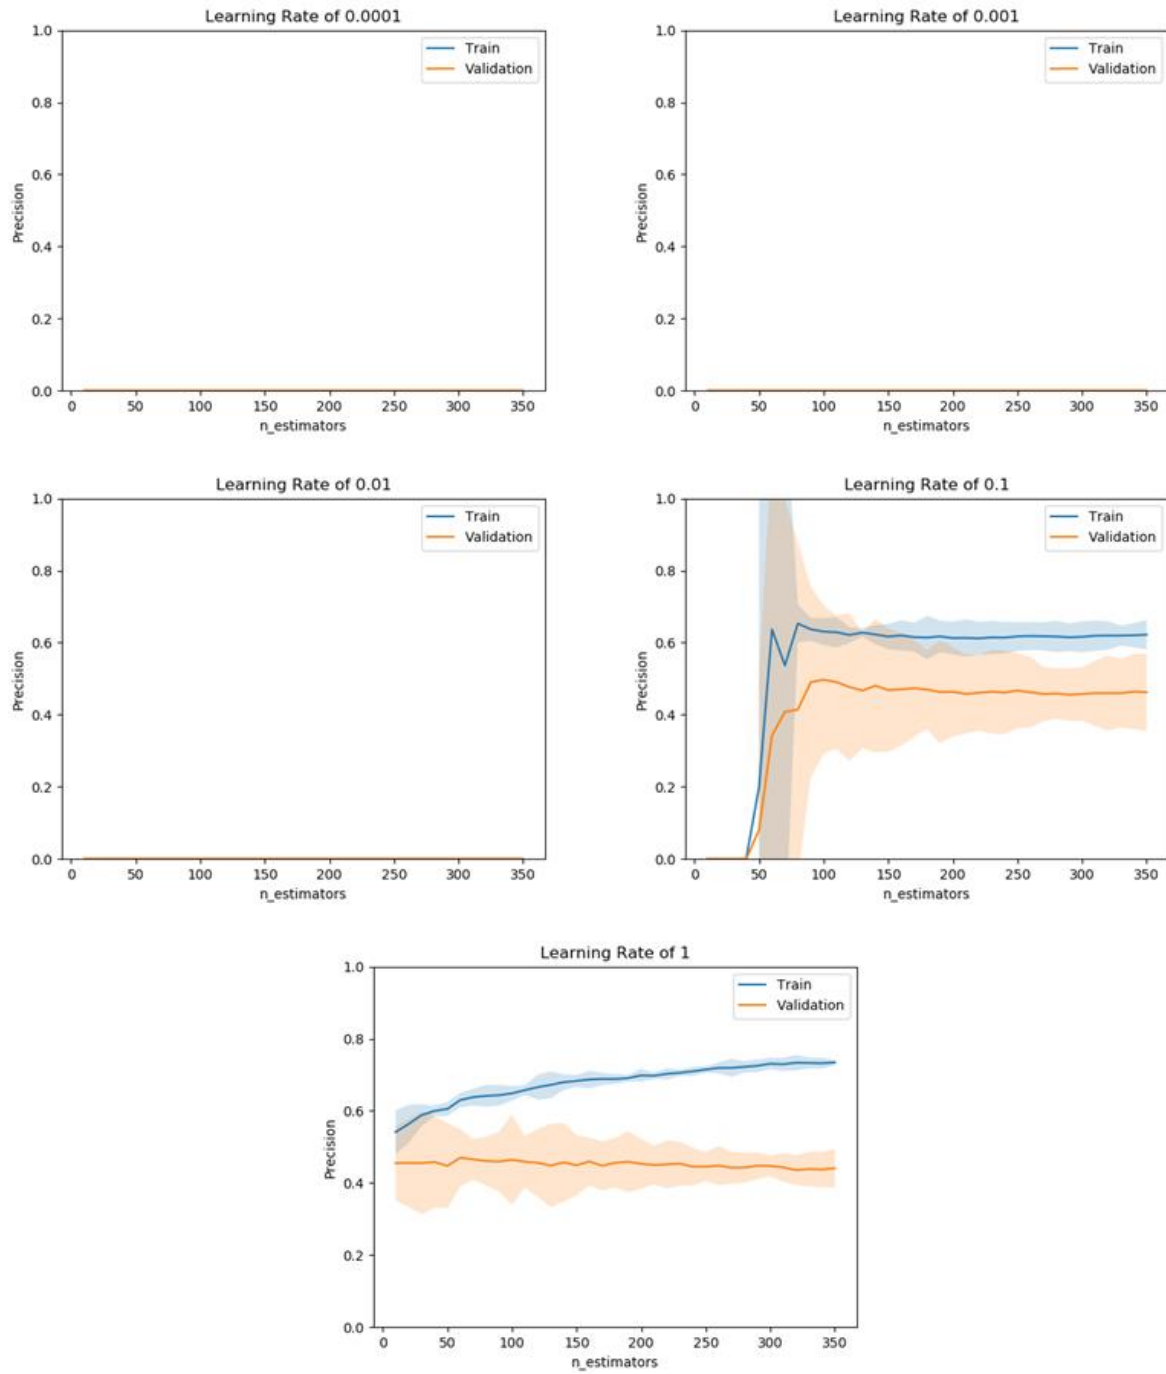 Learning Rate of 0.0001
1.0
0.8
0.6
0.4
0.2
0.0
Precision
Train
Validation
0 50 100 150 200 250 300 350
n_estimators
Learning Rate of 0.001
1.0
0.8
0.6
0.4
0.2
0.0
Precision
Train
Validation
0 50 100 150 200 250 300 350
n_estimators
Learning Rate of 0.01
1.0
0.8
0.6
0.4
0.2
0.0
Precision
Train
Validation
0 50 100 150 200 250 300 350
n_estimators
Learning Rate of 0.1
1.0
0.8
0.6
0.4
0.2
0.0
Precision
Train
Validation
0 50 100 150 200 250 300 350
n_estimators
Learning Rate of 1
1.0
0.8
0.6
0.4
0.2
0.0
Precision
Train
Validation
0 50 100 150 200 250 300 350
n_estimators